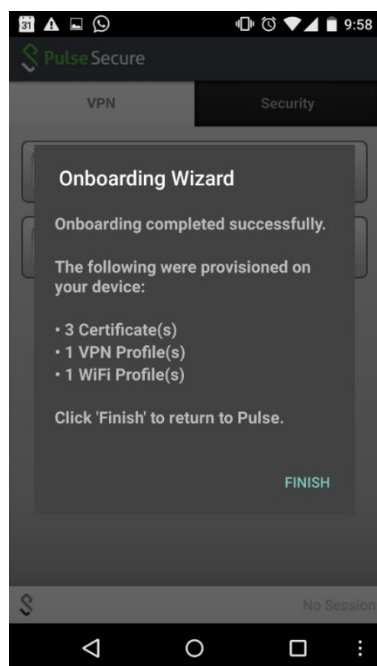 31
9:58
Pulse Secure
VPN
Security
Onboarding Wizard
Onboarding completed successfully.
The following were provisioned on
your device:
• 3 Certificate(s)
• 1 VPN Profile(s)
• 1 WiFi Profile(s)
Click 'Finish' to return to Pulse.
FINISH
No Session